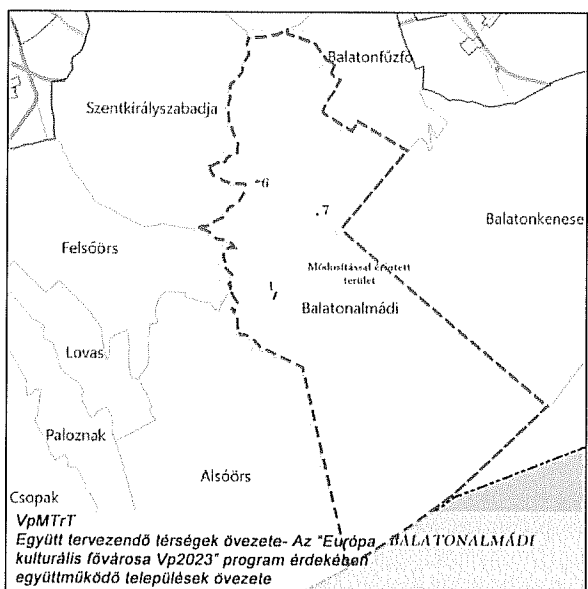 Balatonfűzfő
Szentkirályszabadja
6
7
Balatonkenese
Felsőörs
Módosítással érintett
terület
Balatonalmádi
Lovas
Paloznak
Alsóörs
Csopak
VpMTrT
Együtt tervezendő térségek övezete- Az "Európa BALATONALMÁDI
kulturális fővárosa Vp2023" program érdekében
együttműködő települések övezete